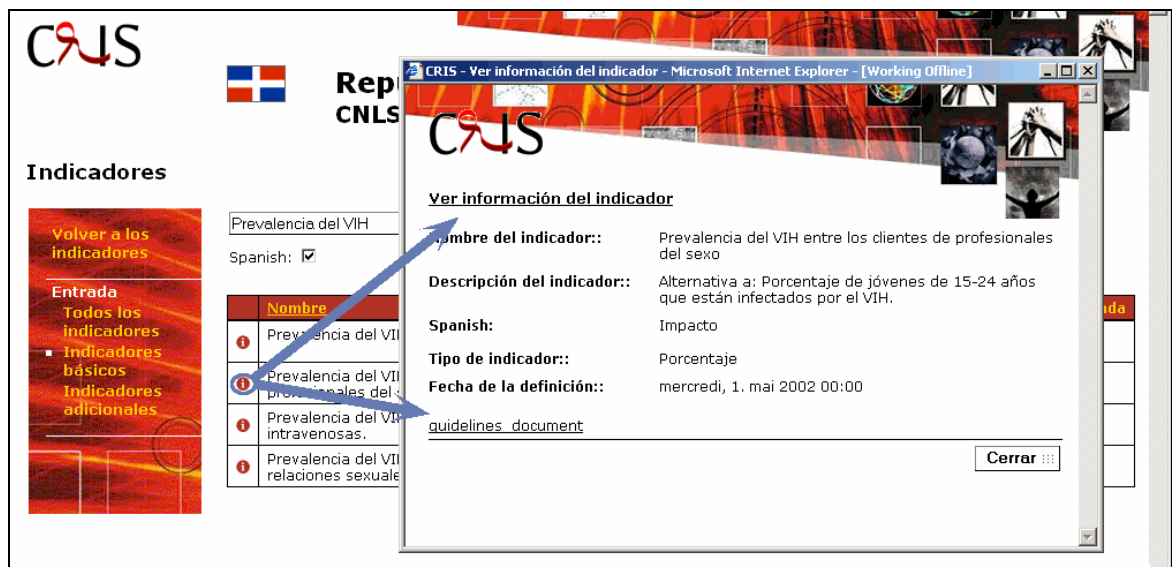 CRIS
Rep
CNLS
Indicadores
Volver a los
indicadores
Entrada
Todos los
indicadores
Indicadores
básicos
Indicadores
adicionales
Prevalencia del VIH
Spanish:
Nombre
ada
Prevalencia del VI
Prevalencia del VI
profesionales del
Prevalencia del VI
intravenosas.
Prevalencia del VI
relaciones sexuale
CRIS - Ver información del indicador - Microsoft Internet Explorer - [Working Offline]
CRIS
Ver información del indicador
Nombre del indicador:: Prevalencia del VIH entre los clientes de profesionales
del sexo
Descripción del indicador:: Alternativa a: Porcentaje de jóvenes de 15-24 años
que están infectados por el VIH.
Spanish: Impacto
Tipo de indicador:: Porcentaje
Fecha de la definición:: mercredi, 1. mai 2002 00:00
guidelines_document
Cerrar